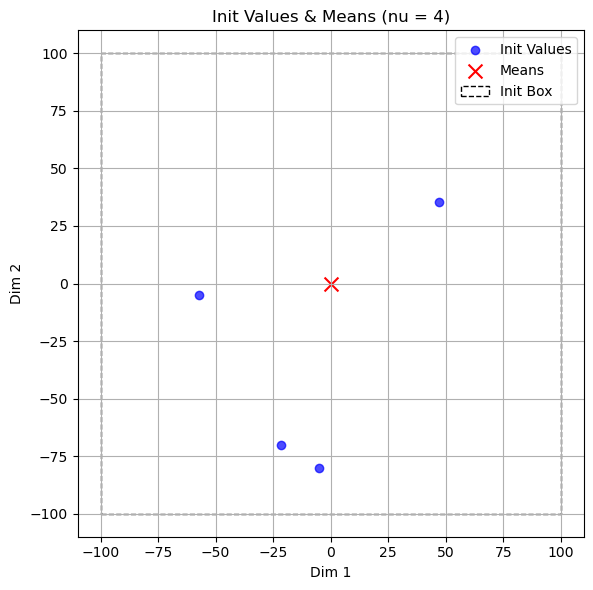 Init Values & Means (nu = 4)
Init Values
Means
Init Box
100
75
50
25
0
−25
−50
−75
−100
Dim 2
−100 −75 −50 −25 0 25 50 75 100
Dim 1